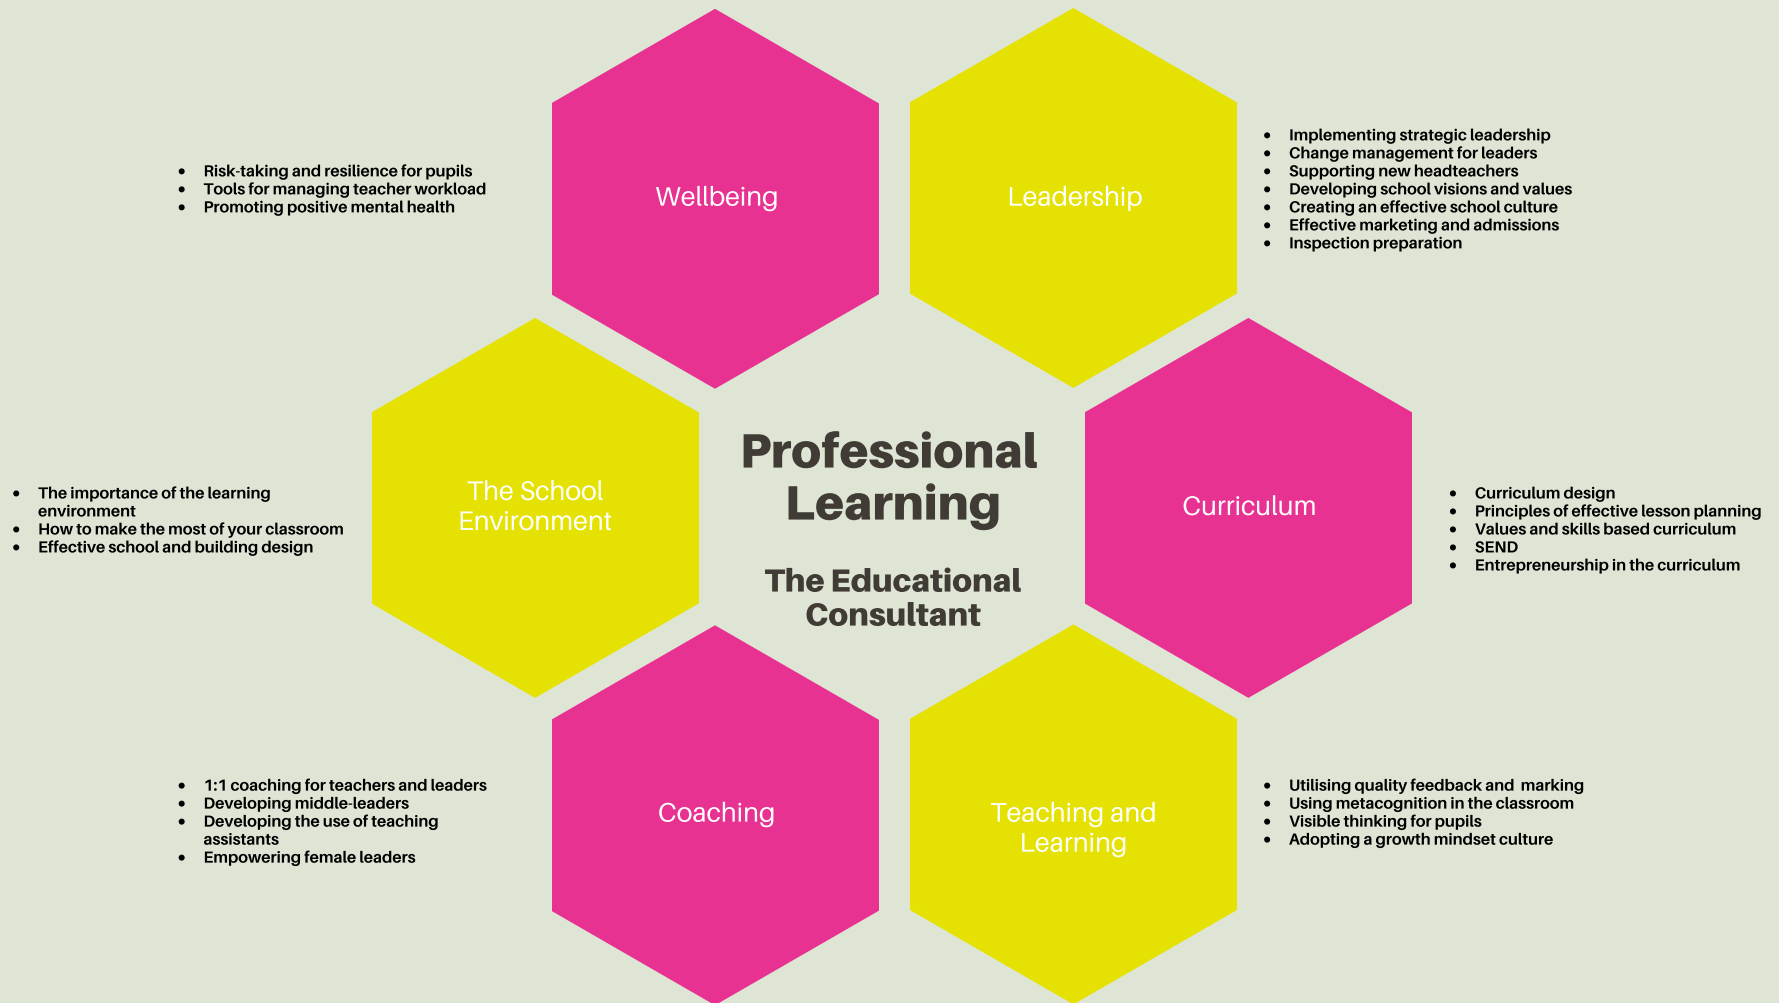 Wellbeing
• Risk-taking and resilience for pupils
• Tools for managing teacher workload
• Promoting positive mental health
Leadership
• Implementing strategic leadership
• Change management for leaders
• Supporting new headteachers
• Developing school visions and values
• Creating an effective school culture
• Effective marketing and admissions
• Inspection preparation
The School
Environment
• The importance of the learning
environment
• How to make the most of your classroom
• Effective school and building design
Professional
Learning
The Educational
Consultant
Curriculum
• Curriculum design
• Principles of effective lesson planning
• Values and skills based curriculum
• SEND
• Entrepreneurship in the curriculum
Coaching
• 1:1 coaching for teachers and leaders
• Developing middle-leaders
• Developing the use of teaching
assistants
• Empowering female leaders
Teaching and
Learning
• Utilising quality feedback and  marking
• Using metacognition in the classroom
• Visible thinking for pupils
• Adopting a growth mindset culture